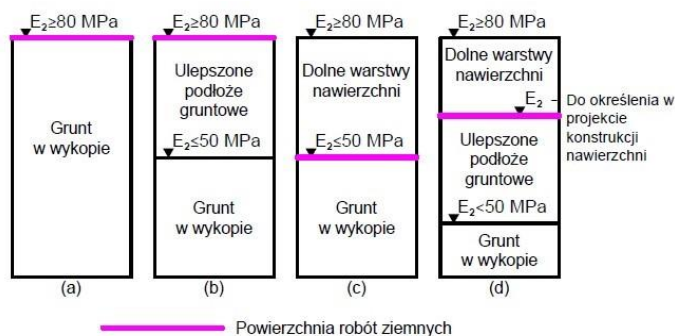 E₂≥80 MPa
Grunt
w wykopie
(a)
E₂≥80 MPa
Ulepszone
podłoże
gruntowe
E₂≤50 MPa
Grunt
w wykopie
(b)
E₂≥80 MPa
Dolne warstwy
nawierzchni
E₂≤50 MPa
Grunt
w wykopie
(c)
E₂≥80 MPa
Dolne warstwy
nawierzchni
E₂ – Do określenia w
projekcie
konstrukcji
nawierzchni
Ulepszone
podłoże
gruntowe
E₂<50 MPa
Grunt
w wykopie
(d)
Powierzchnia robót ziemnych